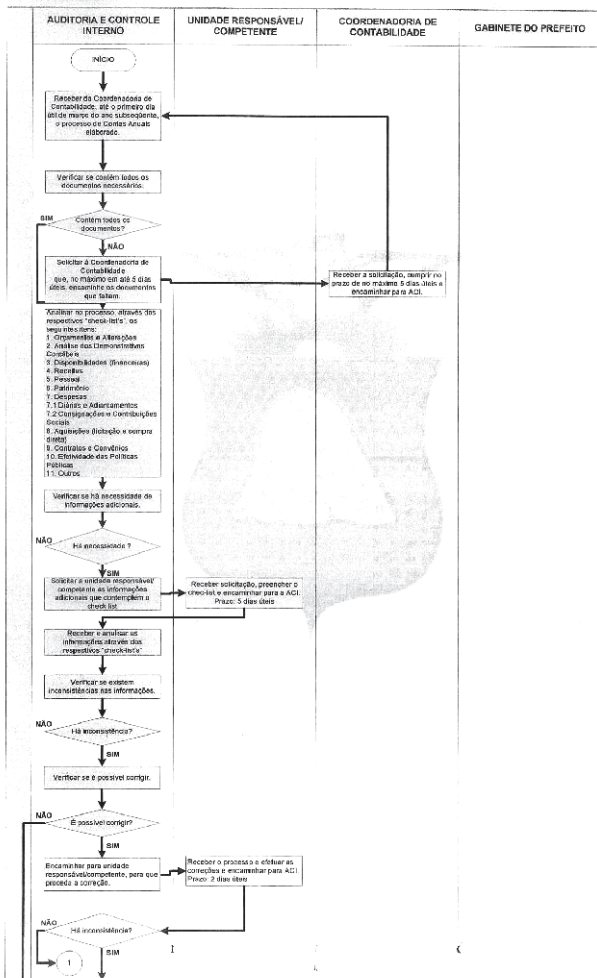 AUDITORIA E CONTROLE
INTERNO
UNIDADE RESPONSÁVEL/
COMPETENTE
COORDENADORIA DE
CONTABILIDADE
GABINETE DO PREFEITO
INÍCIO
Receber da Coordenadoria de
Contabilidade, até o primeiro dia
útil de março do ano subseqüente,
o processo de Contas Anuais
elaborado.
Verificar se contém todos os
documentos necessários.
SIM
Contém todos os
documentos?
NÃO
Solicitar à Coordenadoria de
Contabilidade
que, no máximo em até 5 dias
úteis, encaminhe os documentos
que faltam.
Receber a solicitação, cumprir no
prazo de no máximo 5 dias úteis e
encaminhar para ACI.
Analisar no processo, através dos
respectivos "check-list's", os
seguintes itens:
1. Orçamentos e Alterações
2. Análise dos Demonstrativos
Contábeis
3. Disponibilidades (financeiras)
4. Receitas
5. Pessoal
6. Patrimônio
7. Despesas
7.1 Diárias e Adiantamentos
7.2 Consignações e Contribuições
Sociais
8. Aquisições (licitação e compra
direta)
9. Contratos e Convênios
10. Efetividade das Políticas
Públicas
11. Outros
Verificar se há necessidade de
informações adicionais.
NÃO
Há necessidade ?
SIM
Solicitar a unidade responsável/
competente as informações
adicionais que contemplem o
check list.
Receber solicitação, preencher o
chec-list e encaminhar para a ACI.
Prazo: 5 dias úteis
Receber e analisar as
informações através dos
respectivos "check-list's"
Verificar se existem
inconsistências nas informações.
NÃO
Há inconsistência?
SIM
Verificar se é possível corrigir.
NÃO
É possível corrigir?
SIM
Encaminhar para unidade
responsável/competente, para que
proceda a correção.
Receber o processo e efetuar as
correções e encaminhar para ACI.
Prazo: 2 dias úteis
NÃO
Há inconsistência?
SIM
1